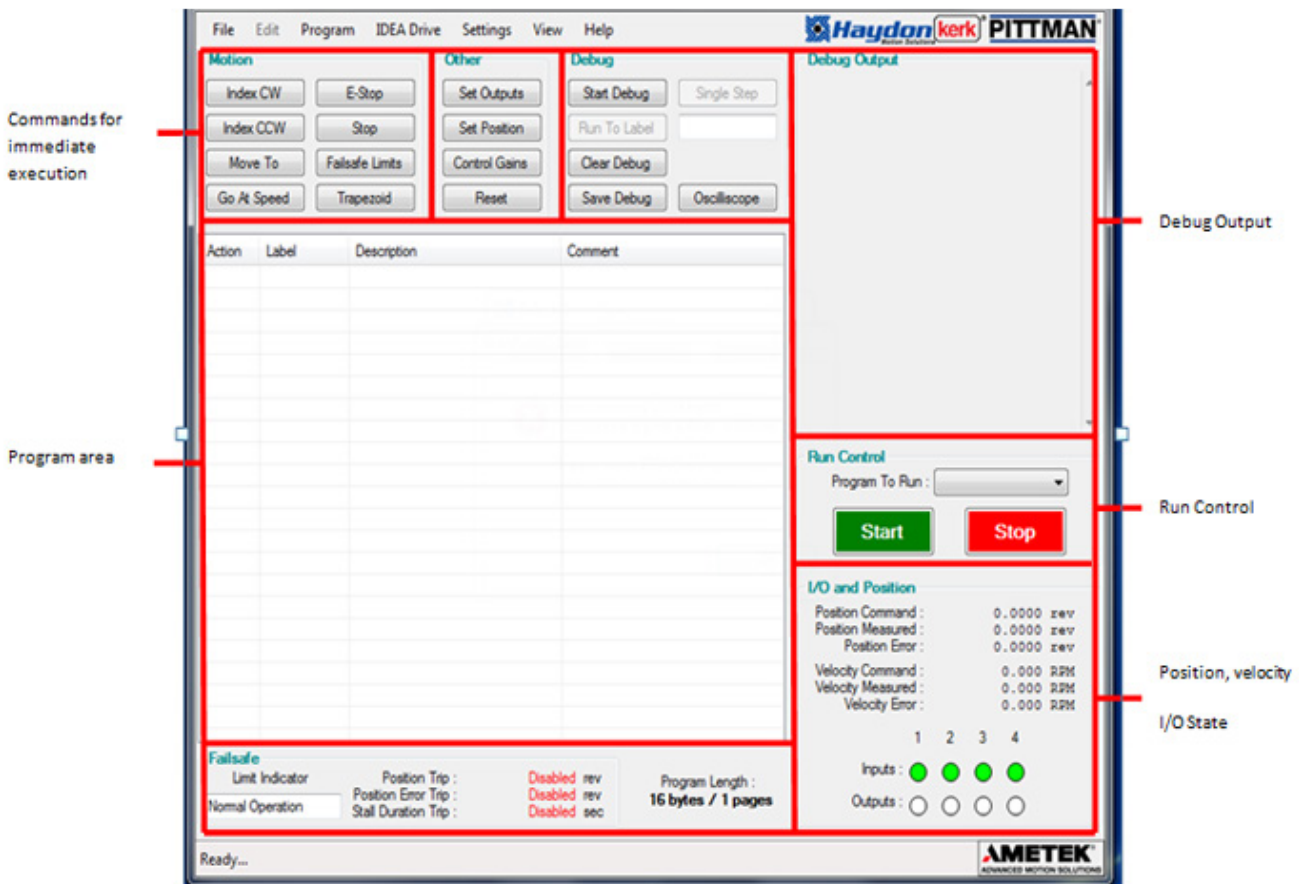 File Edit Program IDEA Drive Settings View Help
Haydon kerk PITTMAN
Motion Solutions
Motion
Index CW E-Stop
Index CCW Stop
Move To Failsafe Limits
Go At Speed Trapezoid
Other
Set Outputs
Set Position
Control Gains
Reset
Debug
Start Debug Single Step
Run To Label
Clear Debug
Save Debug Oscilliscope
Debug Output
Commands for
immediate
execution
Debug Output
Action Label Description Comment
Program area
Run Control
Program To Run :
Start Stop
Run Control
I/O and Position
Position Command : 0.0000 rev
Position Measured : 0.0000 rev
Position Error : 0.0000 rev
Velocity Command : 0.000 RPM
Velocity Measured : 0.000 RPM
Velocity Error : 0.000 RPM
1 2 3 4
Inputs :
Outputs :
Position, velocity
I/O State
Failsafe
Limit Indicator
Normal Operation
Position Trip : Disabled rev
Position Error Trip : Disabled rev
Stall Duration Trip : Disabled sec
Program Length :
16 bytes / 1 pages
Ready...
AMETEK
ADVANCED MOTION SOLUTIONS